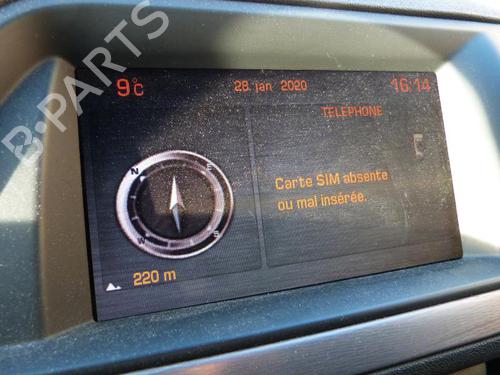 B-PARTS
9°C
28. jan 2020
16:14
TELEPHONE
Carte SIM absente
ou mal insérée.
N
E
W
S
220 m